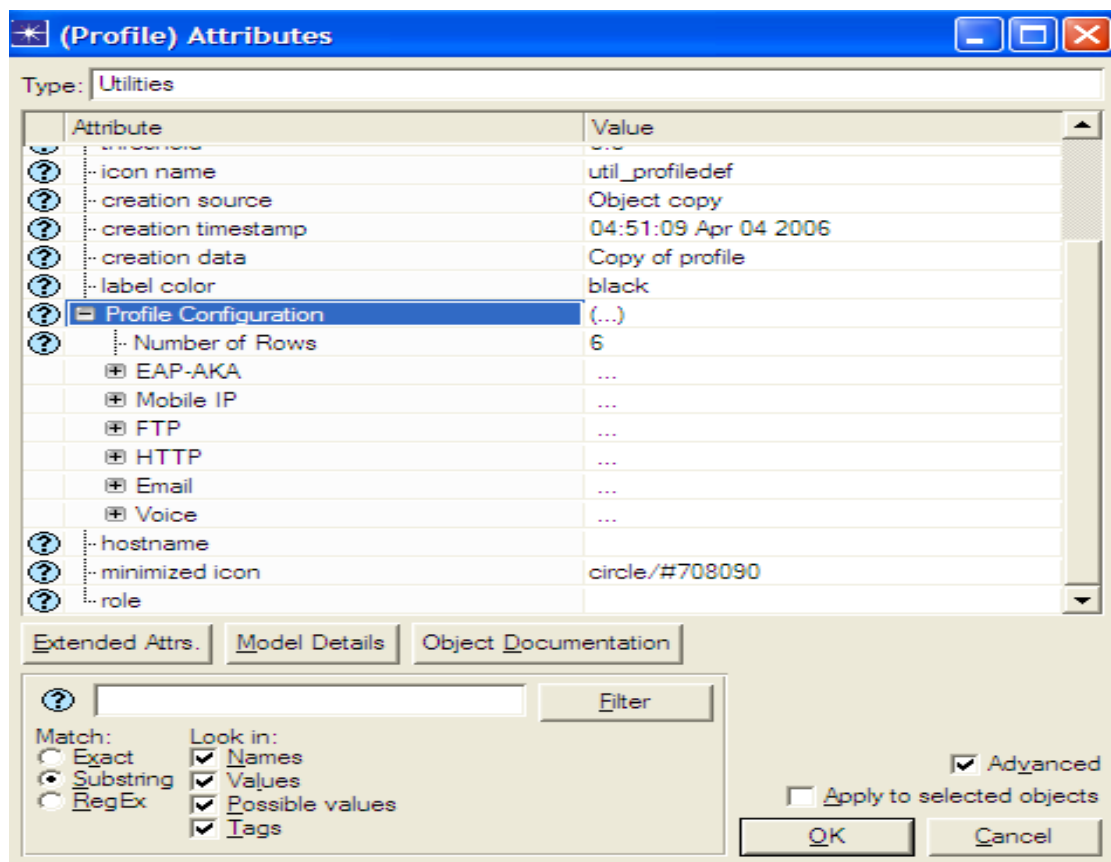 (Profile) Attributes
Type: Utilities
Attribute Value
icon name util_profiledef
creation source Object copy
creation timestamp 04:51:09 Apr 04 2006
creation data Copy of profile
label color black
Profile Configuration (...)
Number of Rows 6
EAP-AKA ...
Mobile IP ...
FTP ...
HTTP ...
Email ...
Voice ...
hostname
minimized icon circle/#708090
role
Extended Attrs. Model Details Object Documentation
Filter
Match: Look in:
Exact Names
Substring Values
RegEx Possible values
Tags
Advanced
Apply to selected objects
OK Cancel